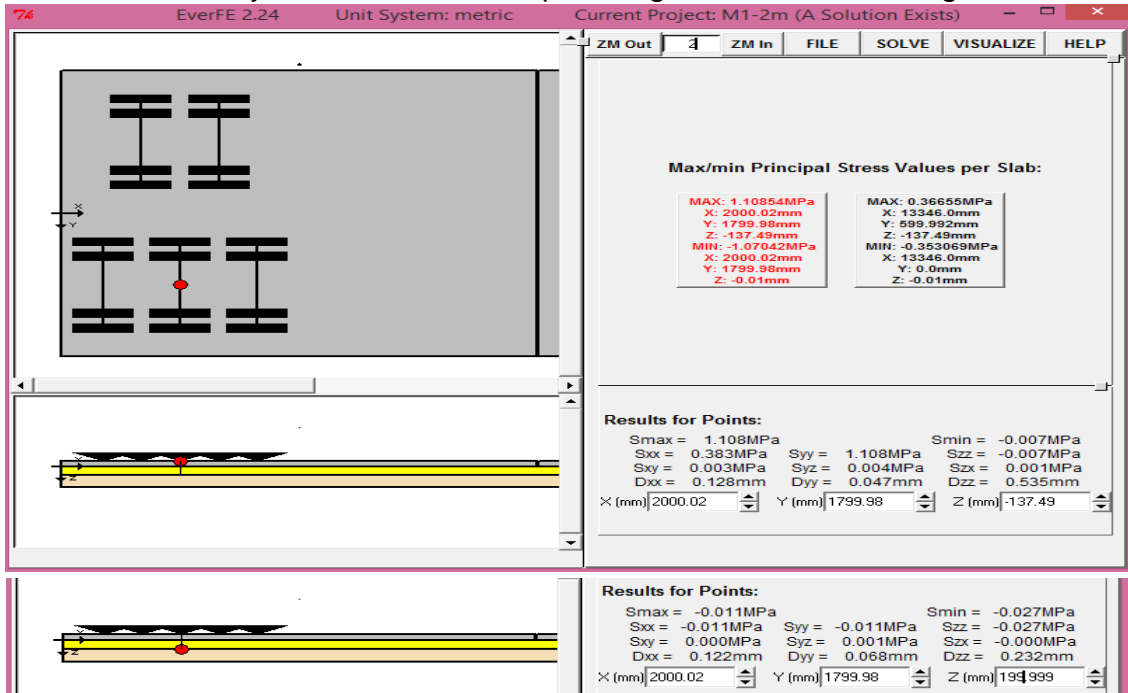 7% EverFE 2.24 Unit System: metric Current Project: M1-2m (A Solution Exists)
ZM Out 2 ZM In FILE SOLVE VISUALIZE HELP
X
Y
Z
Max/min Principal Stress Values per Slab:
MAX: 1.10854MPa
X: 2000.02mm
Y: 1799.98mm
Z: -137.49mm
MIN: -1.07042MPa
X: 2000.02mm
Y: 1799.98mm
Z: -0.01mm
MAX: 0.36655MPa
X: 13346.0mm
Y: 599.992mm
Z: -137.49mm
MIN: -0.353069MPa
X: 13346.0mm
Y: 0.0mm
Z: -0.01mm
Results for Points:
Smax = 1.108MPa Smin = -0.007MPa
Sxx = 0.383MPa Syy = 1.108MPa Szz = -0.007MPa
Sxy = 0.003MPa Syz = 0.004MPa Szx = 0.001MPa
Dxx = 0.128mm Dyy = 0.047mm Dzz = 0.535mm
X (mm) 2000.02 Y (mm) 1799.98 Z (mm) -137.49
X
Z
Results for Points:
Smax = -0.011MPa Smin = -0.027MPa
Sxx = -0.011MPa Syy = -0.011MPa Szz = -0.027MPa
Sxy = 0.000MPa Syz = 0.001MPa Szx = -0.000MPa
Dxx = 0.122mm Dyy = 0.068mm Dzz = 0.232mm
X (mm) 2000.02 Y (mm) 1799.98 Z (mm) 199.999